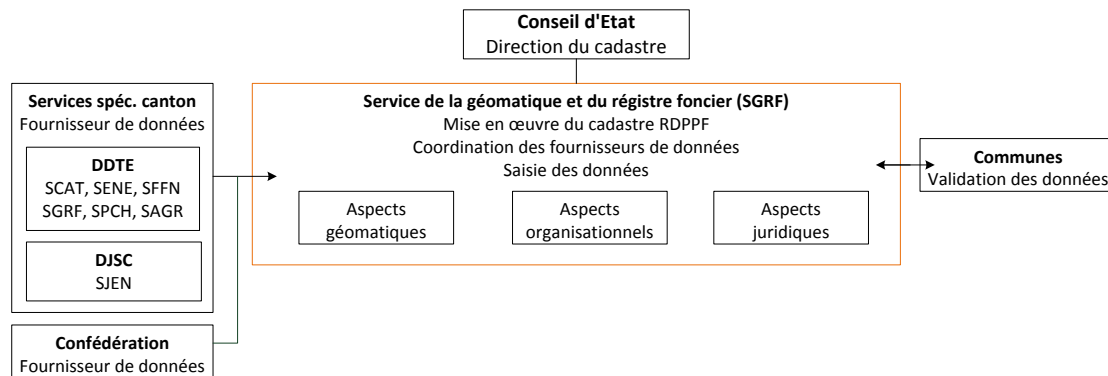 Conseil d'Etat
Direction du cadastre
Services spéc. canton
Fournisseur de données
DDTE
SCAT, SENE, SFFN
SGRF, SPCH, SAGR
DJSC
SJEN
Confédération
Fournisseur de données
Service de la géomatique et du régistre foncier (SGRF)
Mise en œuvre du cadastre RDPPF
Coordination des fournisseurs de données
Saisie des données
Aspects
géomatiques
Aspects
organisationnels
Aspects
juridiques
Communes
Validation des données